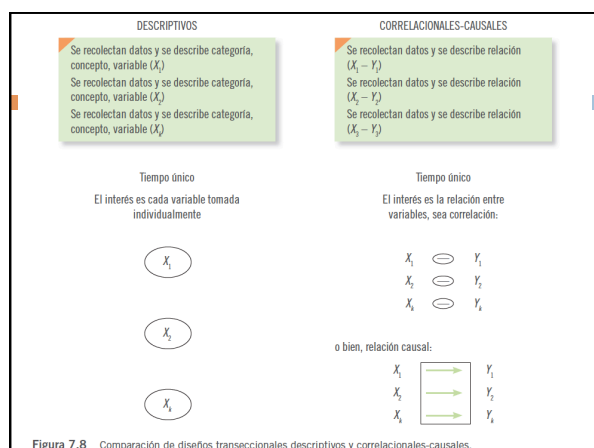 DESCRIPTIVOS
Se recolectan datos y se describe categoría,
concepto, variable (X₁)
Se recolectan datos y se describe categoría,
concepto, variable (X₂)
Se recolectan datos y se describe categoría,
concepto, variable (Xₖ)
Tiempo único
El interés es cada variable tomada
individualmente
X₁
X₂
Xₖ
CORRELACIONALES-CAUSALES
Se recolectan datos y se describe relación
(X₁ – Y₁)
Se recolectan datos y se describe relación
(X₂ – Y₂)
Se recolectan datos y se describe relación
(X₃ – Y₃)
Tiempo único
El interés es la relación entre
variables, sea correlación:
X₁ Y₁
X₂ Y₂
Xₖ Yₖ
o bien, relación causal:
X₁ Y₁
X₂ Y₂
Xₖ Yₖ
Figura 7.8 Comparación de diseños transeccionales descriptivos y correlacionales-causales.